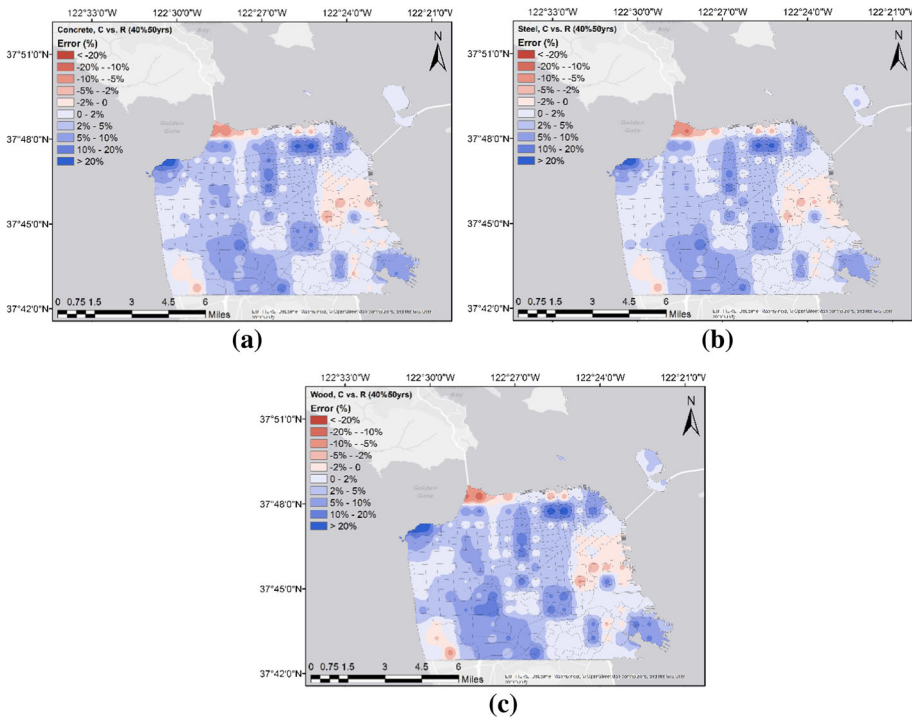 122°33'0"W 122°30'0"W 122°27'0"W 122°24'0"W 122°21'0"W
Concrete, C vs. R (40%50yrs)
Error (%)
< -20%
-20% - -10%
-10% - -5%
-5% - -2%
-2% - 0
0 - 2%
2% - 5%
5% - 10%
10% - 20%
> 20%
N
Bay
Golden
Gate
37°51'0"N
37°48'0"N
37°45'0"N
37°42'0"N
0 0.75 1.5 3 4.5 6
Miles
(a)
122°33'0"W 122°30'0"W 122°27'0"W 122°24'0"W 122°21'0"W
Steel, C vs. R (40%50yrs)
Error (%)
< -20%
-20% - -10%
-10% - -5%
-5% - -2%
-2% - 0
0 - 2%
2% - 5%
5% - 10%
10% - 20%
> 20%
N
Bay
Golden
Gate
37°51'0"N
37°48'0"N
37°45'0"N
37°42'0"N
0 0.75 1.5 3 4.5 6
Miles
(b)
122°33'0"W 122°30'0"W 122°27'0"W 122°24'0"W 122°21'0"W
Wood, C vs. R (40%50yrs)
Error (%)
< -20%
-20% - -10%
-10% - -5%
-5% - -2%
-2% - 0
0 - 2%
2% - 5%
5% - 10%
10% - 20%
> 20%
N
Bay
Golden
Gate
37°51'0"N
37°48'0"N
37°45'0"N
37°42'0"N
0 0.75 1.5 3 4.5 6
Miles
(c)